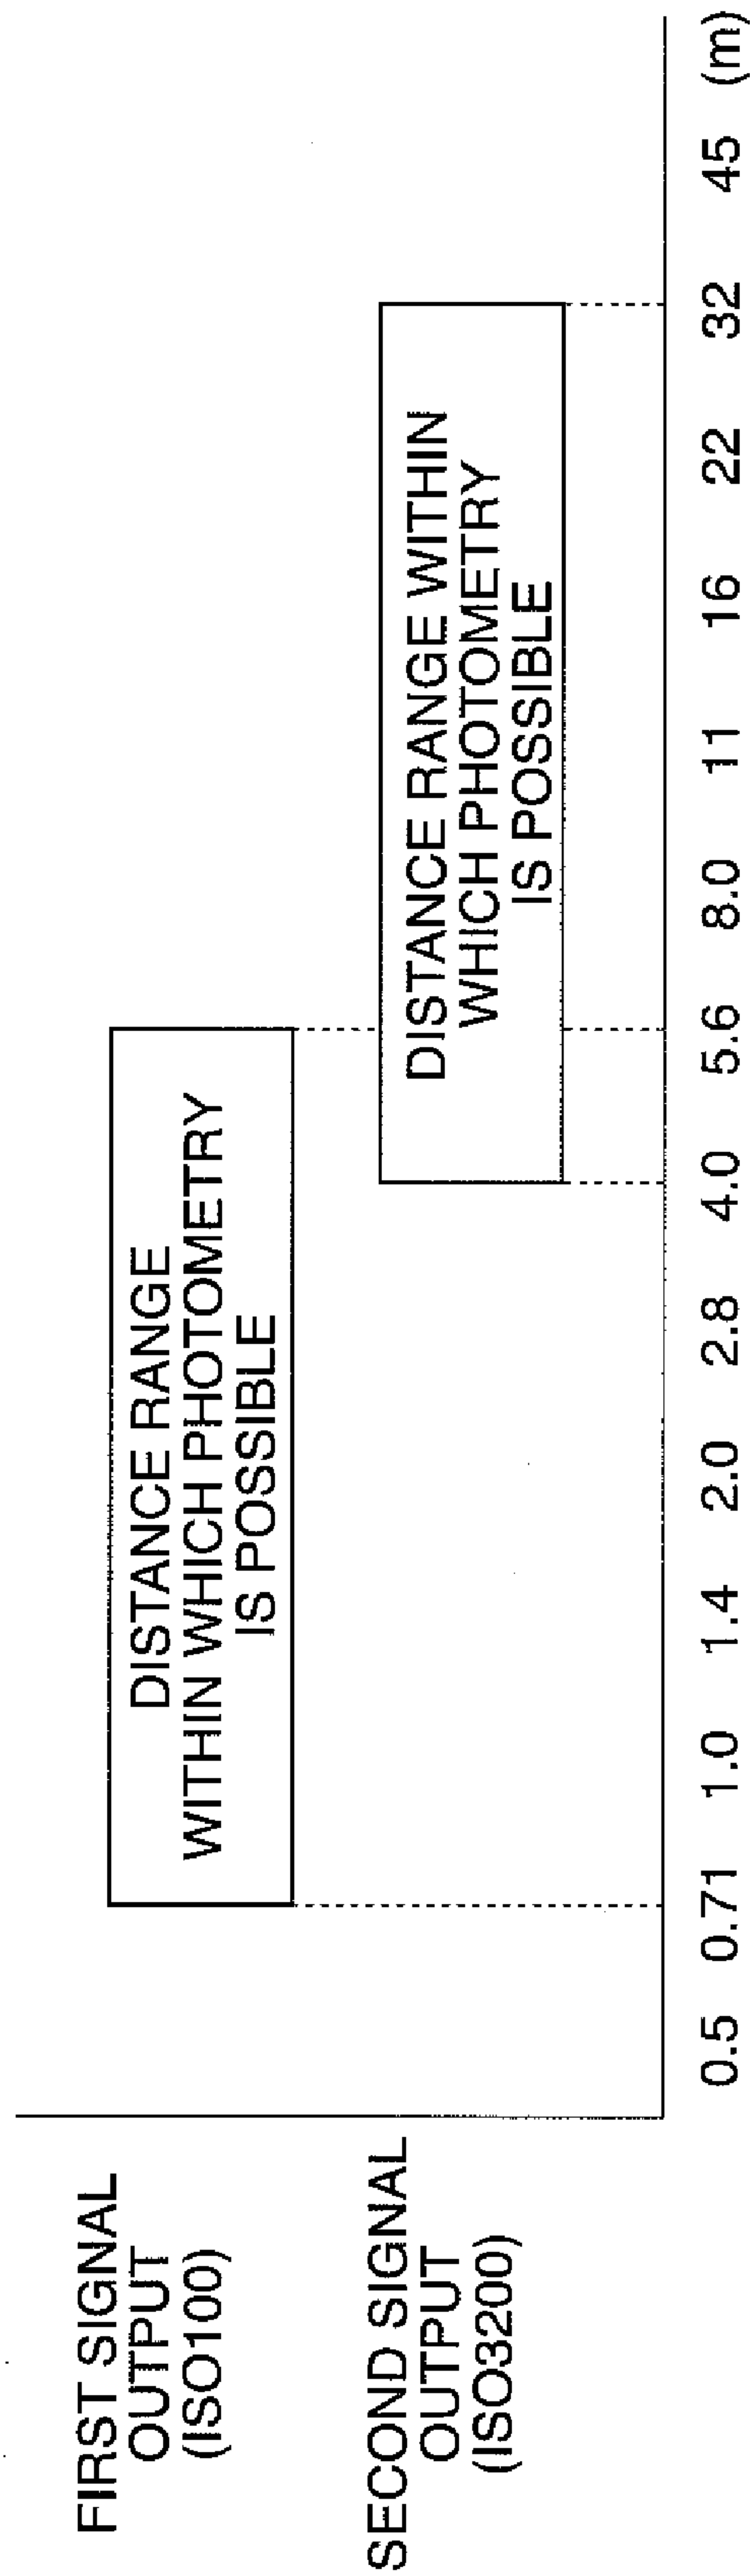 FIRST SIGNAL
OUTPUT
(ISO100)
DISTANCE RANGE
WITHIN WHICH PHOTOMETRY
IS POSSIBLE
SECOND SIGNAL
OUTPUT
(ISO3200)
DISTANCE RANGE WITHIN
WHICH PHOTOMETRY
IS POSSIBLE
0.5 0.71 1.0 1.4 2.0 2.8 4.0 5.6 8.0 11 16 22 32 45 (m)